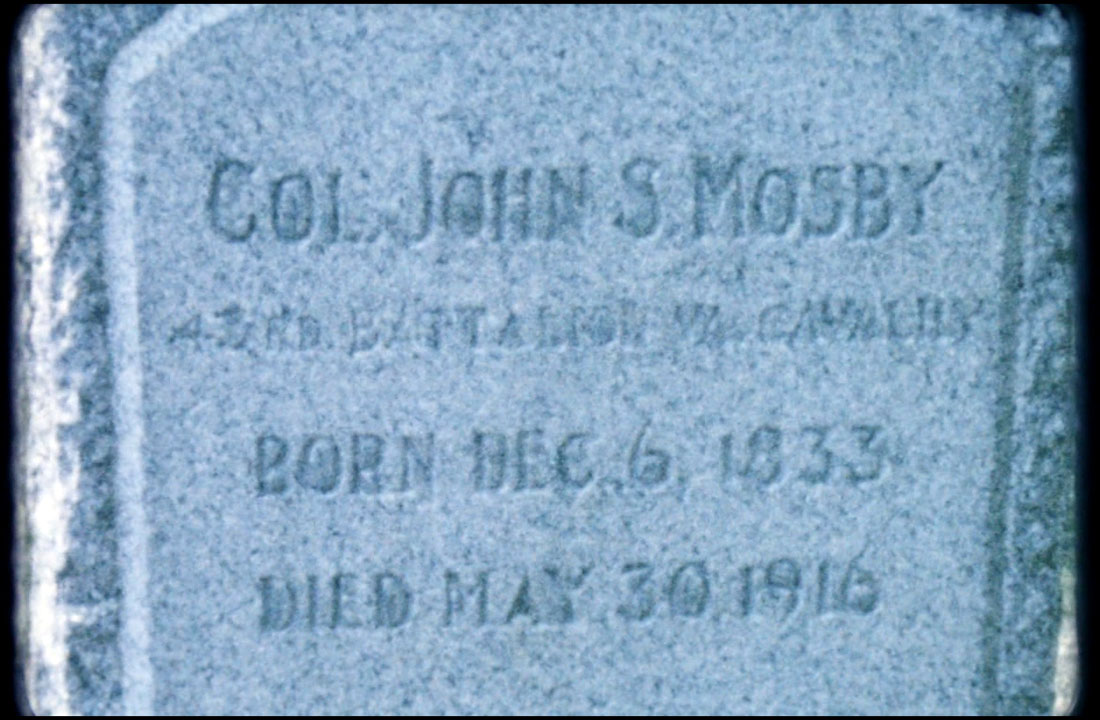 COL. JOHN S. MOSBY
43RD. BATTALION VA. CAVALRY
BORN DEC. 6, 1833
DIED MAY 30, 1916